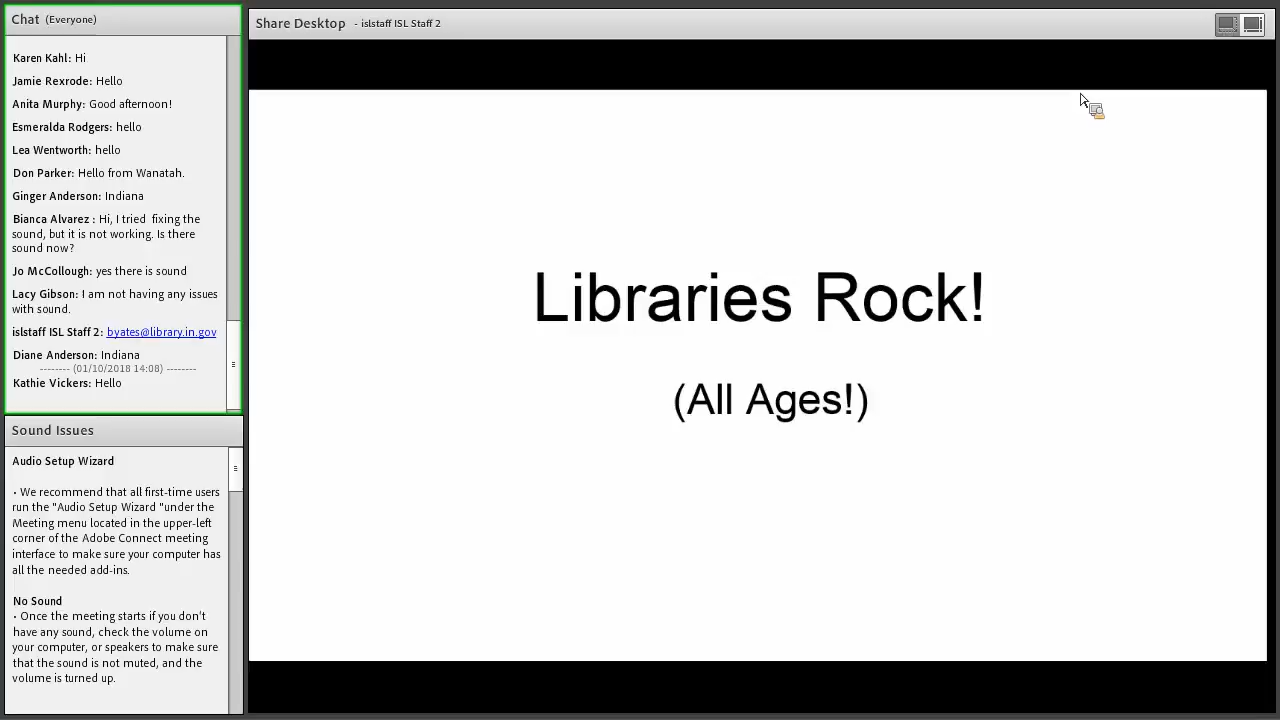 Chat (Everyone)
Karen Kahl: Hi
Jamie Rexrode: Hello
Anita Murphy: Good afternoon!
Esmeralda Rodgers: hello
Lea Wentworth: hello
Don Parker: Hello from Wanatah.
Ginger Anderson: Indiana
Bianca Alvarez : Hi, I tried  fixing the
sound, but it is not working. Is there
sound now?
Jo McCollough: yes there is sound
Lacy Gibson: I am not having any issues
with sound.
islstaff ISL Staff 2: byates@library.in.gov
Diane Anderson: Indiana
-------- (01/10/2018 14:08) --------
Kathie Vickers: Hello
Sound Issues
Audio Setup Wizard
• We recommend that all first-time users
run the "Audio Setup Wizard "under the
Meeting menu located in the upper-left
corner of the Adobe Connect meeting
interface to make sure your computer has
all the needed add-ins.
No Sound
• Once the meeting starts if you don't
have any sound, check the volume on
your computer, or speakers to make sure
that the sound is not muted, and the
volume is turned up.
Share Desktop - islstaff ISL Staff 2
Libraries Rock!
(All Ages!)